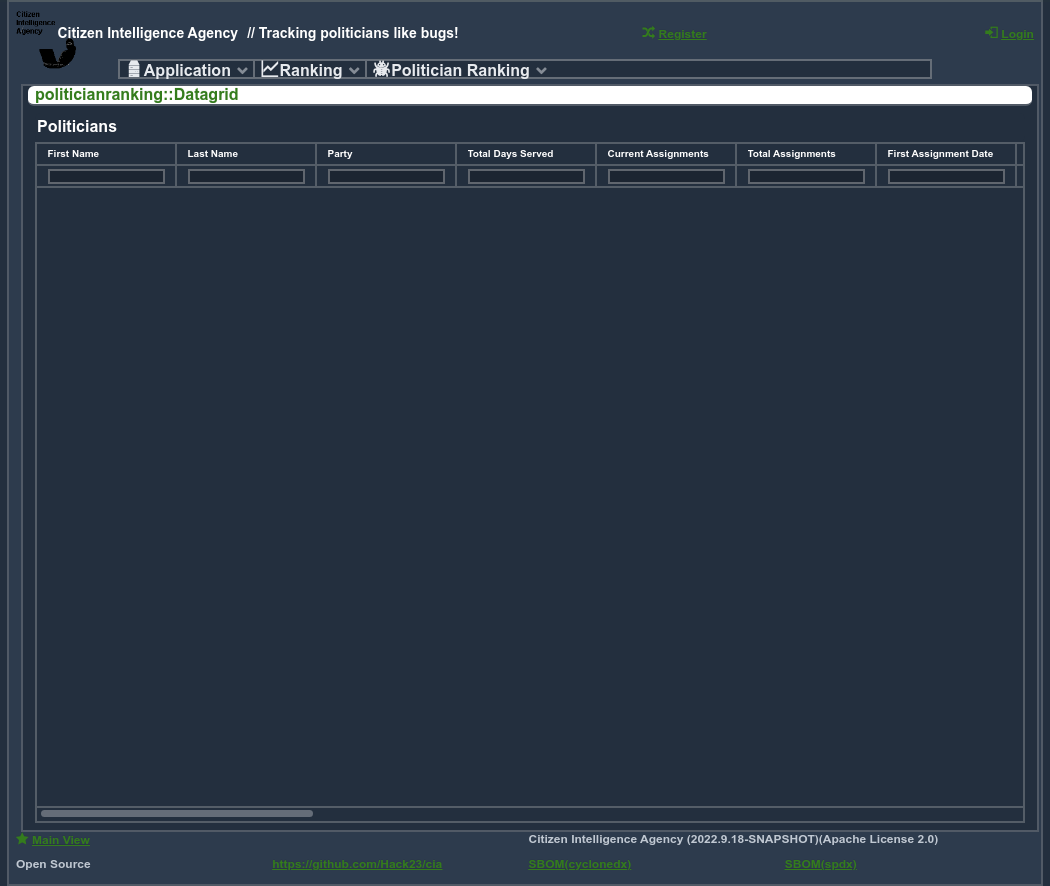 Citizen
Intelligence
Agency
Citizen Intelligence Agency // Tracking politicians like bugs!
Register
Login
Application
Ranking
Politician Ranking
politicianranking::Datagrid
Politicians
First Name
Last Name
Party
Total Days Served
Current Assignments
Total Assignments
First Assignment Date
Main View
Citizen Intelligence Agency (2022.9.18-SNAPSHOT)(Apache License 2.0)
Open Source
https://github.com/Hack23/cia
SBOM(cyclonedx)
SBOM(spdx)